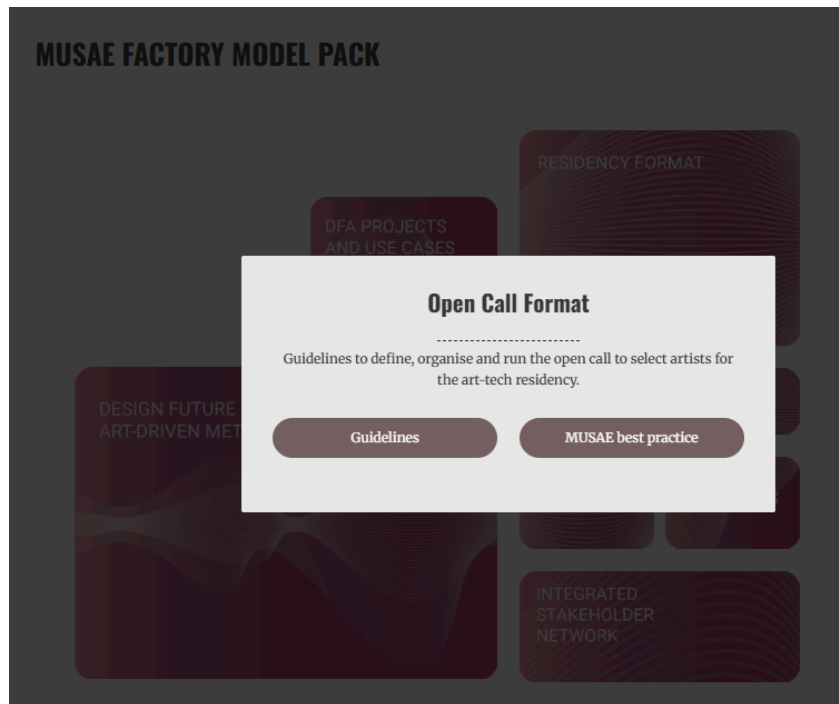 MUSAE FACTORY MODEL PACK
RESIDENCY FORMAT
DFA PROJECTS
AND USE CASES
Open Call Format
Guidelines to define, organise and run the open call to select artists for
the art-tech residency.
DESIGN FUTURE
ART-DRIVEN MET
Guidelines
MUSAE best practice
INTEGRATED
STAKEHOLDER
NETWORK